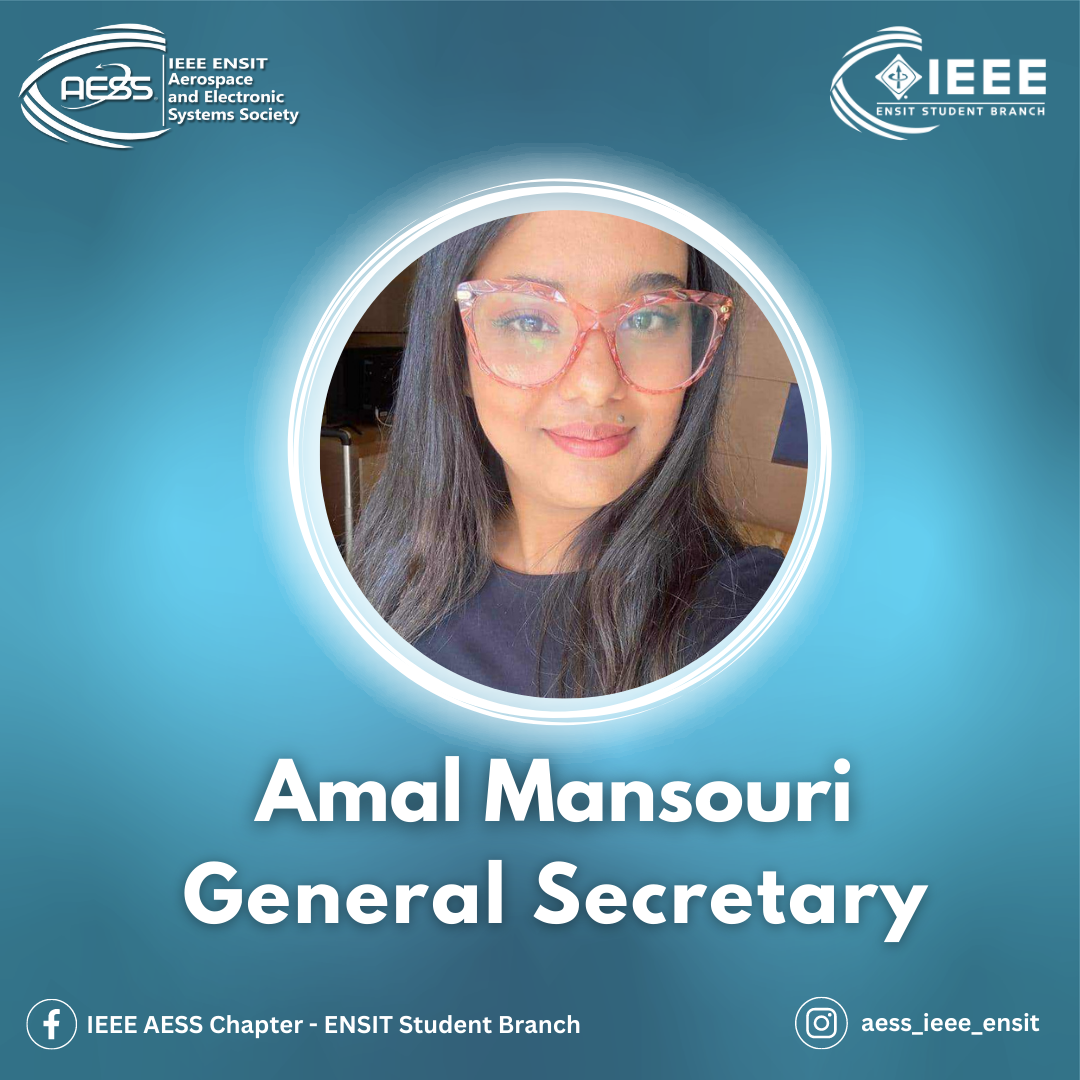 AESS
IEEE ENSIT
Aerospace
and Electronic
Systems Society
IEEE
ENSIT STUDENT BRANCH
Amal Mansouri
General Secretary
IEEE AESS Chapter - ENSIT Student Branch
aess_ieee_ensit